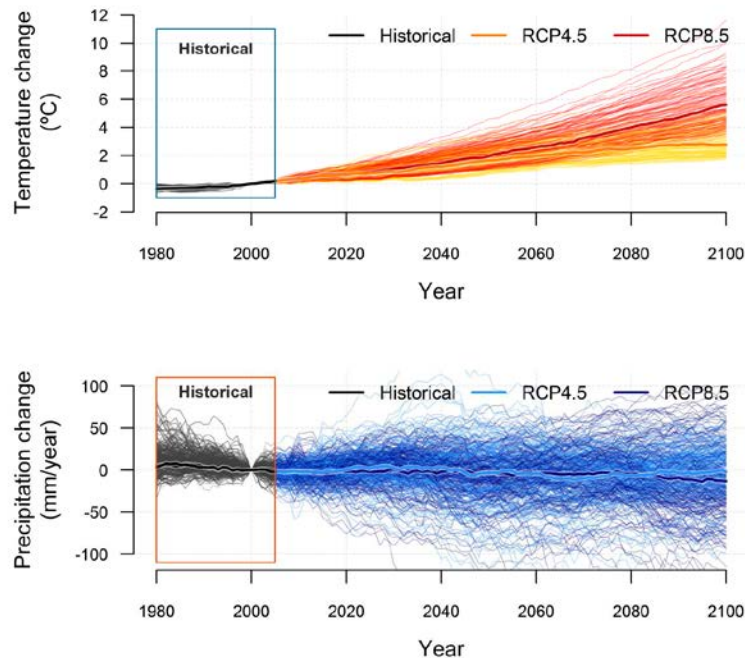 12
10
8
6
4
2
0
-2
Temperature change
(ºC)
Historical
Historical RCP4.5 RCP8.5
1980 2000 2020 2040 2060 2080 2100
Year
100
50
0
-50
-100
Precipitation change
(mm/year)
Historical
Historical RCP4.5 RCP8.5
1980 2000 2020 2040 2060 2080 2100
Year